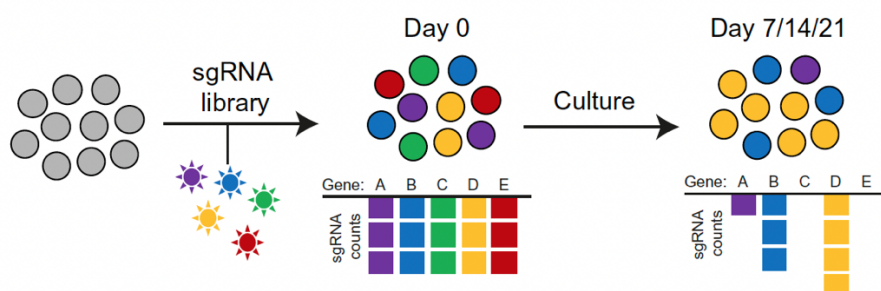 sgRNA
library
Day 0
Culture
Day 7/14/21
Gene: A B C D E
sgRNA
counts
Gene: A B C D E
sgRNA
counts